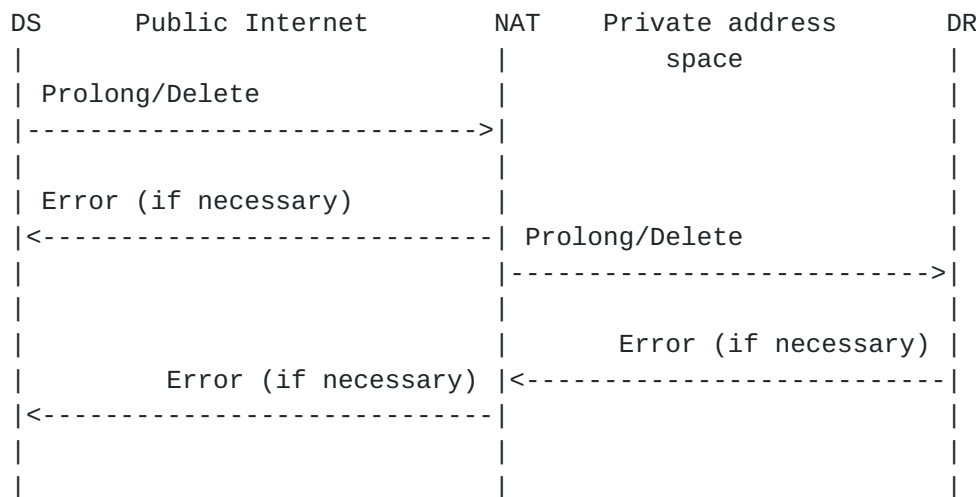 DS      Public Internet        NAT    Private address       DR
|                              |          space             |
| Prolong/Delete               |                            |
|----------------------------->|                            |
|                              |                            |
| Error (if necessary)         |                            |
|<-----------------------------| Prolong/Delete             |
|                              |--------------------------->|
|                              |                            |
|                              |       Error (if necessary) |
|         Error (if necessary) |<---------------------------|
|<-----------------------------|                            |
|                              |                            |
|                              |                            |